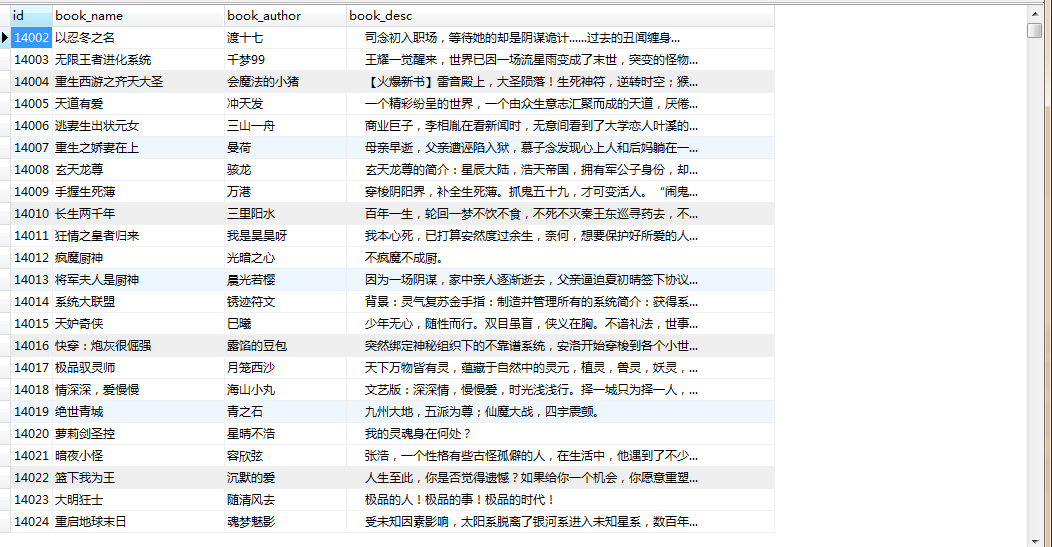 id book_name book_author book_desc
14002 以忍冬之名 渡十七 司念初入职场，等待她的却是阴谋诡计......过去的丑闻缠身...
14003 无限王者进化系统 千梦99 王耀一觉醒来，世界已因一场流星雨变成了末世，突变的怪物...
14004 重生西游之齐天大圣 会魔法的小猪 【火爆新书】雷音殿上，大圣陨落！生死神符，逆转时空；猴...
14005 天道有爱 冲天发 一个精彩纷呈的世界，一个由众生意志汇聚而成的天道，厌倦...
14006 逃妻生出状元女 三山一舟 商业巨子，李相胤在看新闻时，无意间看到了大学恋人叶溪的...
14007 重生之娇妻在上 曼荷 母亲早逝，父亲遭诬陷入狱，慕子念发现心上人和后妈躺在一...
14008 玄天龙尊 骇龙 玄天龙尊的简介：星辰大陆，浩天帝国，拥有军公子身份，却...
14009 手握生死薄 万港 穿梭阴阳界，补全生死薄。抓鬼五十九，才可变活人。“闹鬼...
14010 长生两千年 三里阳水 百年一生，轮回一梦不饮不食，不死不灭秦王东巡寻药去，不...
14011 狂情之皇者归来 我是昊昊呀 我本心死，已打算安然度过余生，奈何，想要保护好所爱的人...
14012 疯魔厨神 光暗之心 不疯魔不成厨。
14013 将军夫人是厨神 晨光若樱 因为一场阴谋，家中亲人逐渐逝去，父亲逼迫夏初晴签下协议...
14014 系统大联盟 锈迹符文 背景：灵气复苏金手指：制造并管理所有的系统简介：获得系...
14015 天妒奇侠 巳曦 少年无心，随性而行。双目虽盲，侠义在胸。不谙礼法，世事...
14016 快穿：炮灰很倔强 露馅的豆包 突然绑定神秘组织下的不靠谱系统，安洛开始穿梭到各个小世...
14017 极品驭灵师 月笼西沙 天下万物皆有灵，蕴藏于自然中的灵元，植灵，兽灵，妖灵，...
14018 情深深，爱慢慢 海山小丸 文艺版：深深情，慢慢爱，时光浅浅行。择一城只为择一人，...
14019 绝世青城 青之石 九州大地，五派为尊；仙魔大战，四宇震颤。
14020 萝莉剑圣控 星晴不浩 我的灵魂身在何处？
14021 暗夜小怪 容欣弦 张浩，一个性格有些古怪孤僻的人，在生活中，他遇到了不少...
14022 篮下我为王 沉默的爱 人生至此，你是否觉得遗憾？如果给你一个机会，你愿意重塑...
14023 大明狂士 随清风去 极品的人！极品的事！极品的时代！
14024 重启地球末日 魂梦魅影 受未知因素影响，太阳系脱离了银河系进入未知星系，数百年...